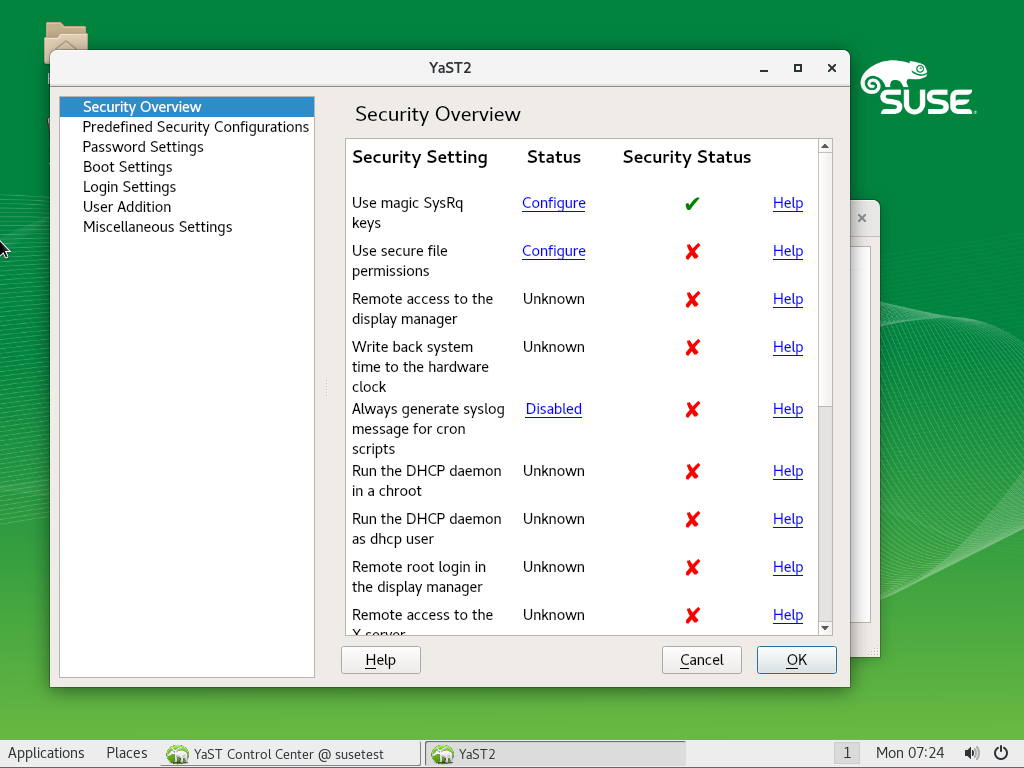 YaST2
Security Overview
Predefined Security Configurations
Password Settings
Boot Settings
Login Settings
User Addition
Miscellaneous Settings
Security Overview
Security Setting Status Security Status
Use magic SysRq Configure Help
keys
Use secure file Configure Help
permissions
Remote access to the Unknown Help
display manager
Write back system Unknown Help
time to the hardware
clock
Always generate syslog Disabled Help
message for cron
scripts
Run the DHCP daemon Unknown Help
in a chroot
Run the DHCP daemon Unknown Help
as dhcp user
Remote root login in Unknown Help
the display manager
Remote access to the Unknown Help
X server
Help Cancel OK
SUSE
Applications Places YaST Control Center @ susetest YaST2 1 Mon 07:24